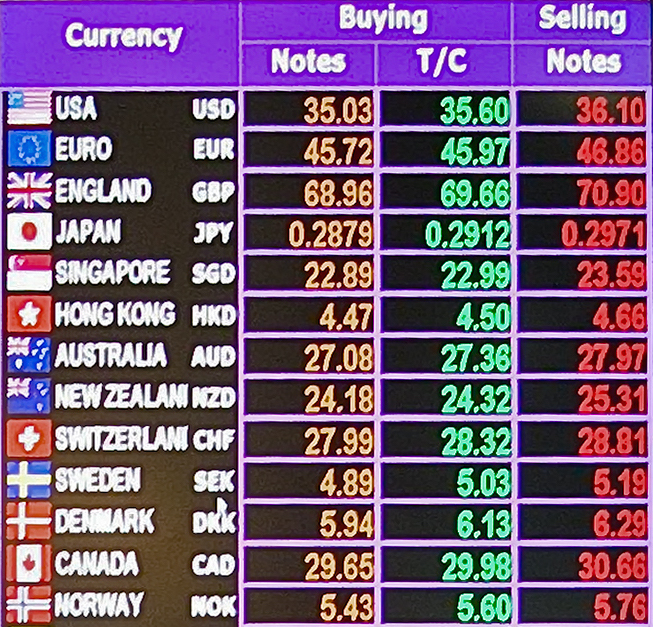 Currency Buying Selling
Notes T/C Notes
USA USD 35.03 35.60 36.10
EURO EUR 45.72 45.97 46.86
ENGLAND GBP 68.96 69.66 70.90
JAPAN JPY 0.2879 0.2912 0.2971
SINGAPORE SGD 22.89 22.99 23.59
HONG KONG HKD 4.47 4.50 4.66
AUSTRALIA AUD 27.08 27.36 27.97
NEW ZEALAN NZD 24.18 24.32 25.31
SWITZERLAN CHF 27.99 28.32 28.81
SWEDEN SEK 4.89 5.03 5.19
DENMARK DKK 5.94 6.13 6.29
CANADA CAD 29.65 29.98 30.66
NORWAY NOK 5.43 5.60 5.76